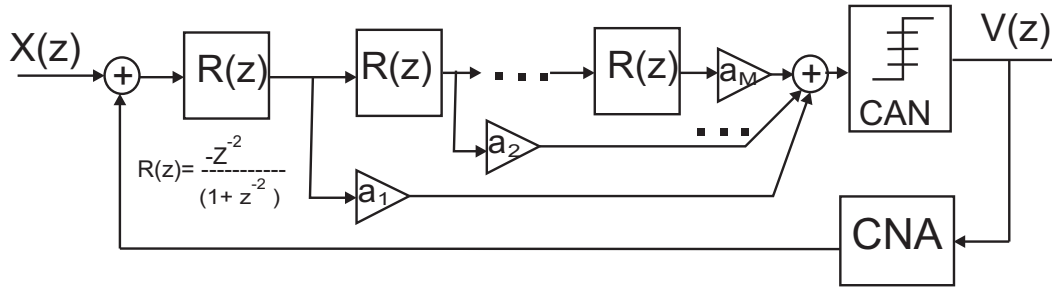 X(z)
+
R(z)
R(z)
...
R(z)
a_M
+
CAN
V(z)
a_2
...
a_1
R(z)= -Z^-2
--------------
(1+ z^-2 )
CNA